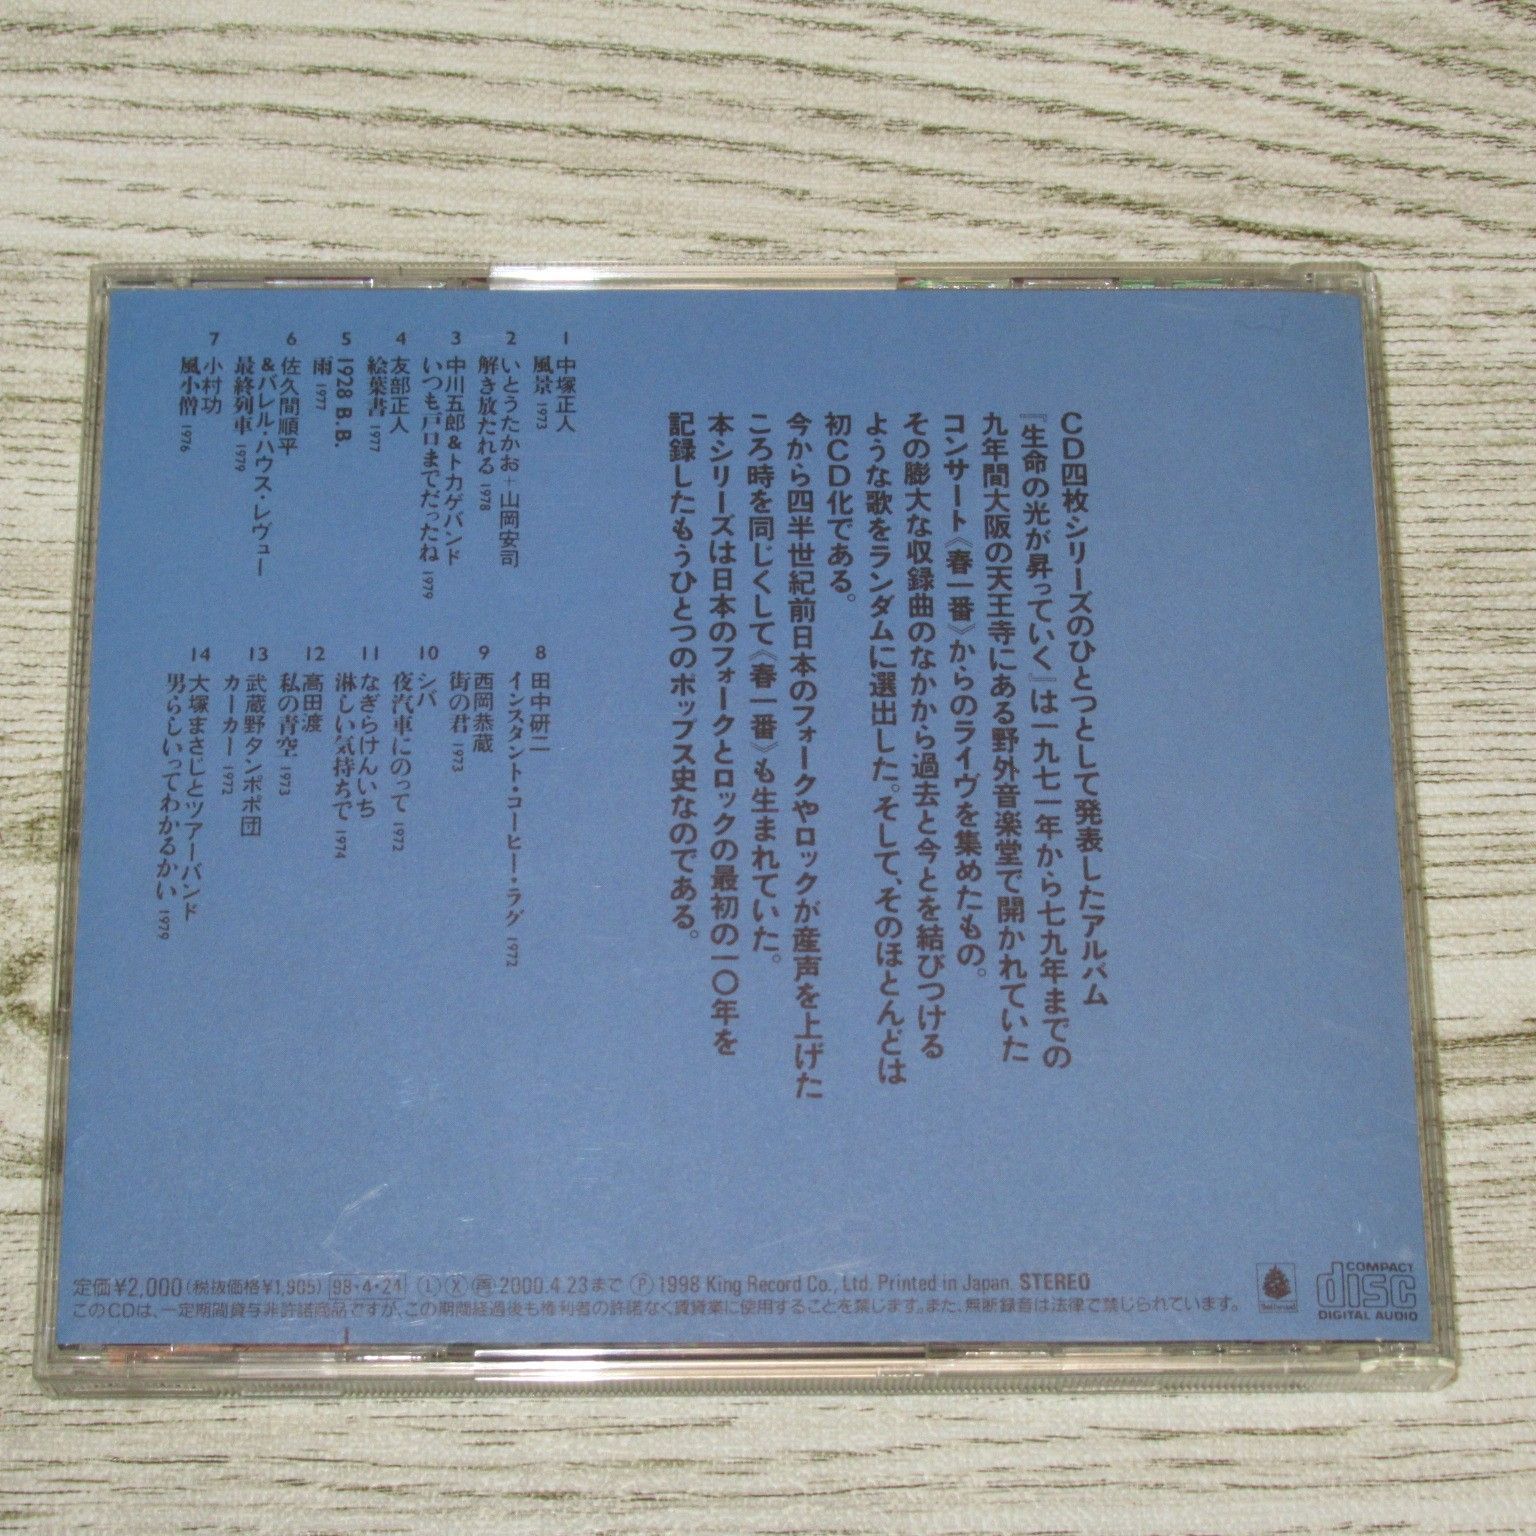 CD四枚シリーズのひとつとして発表したアルバム
『生命の光が昇っていく』は一九七一年から七九年までの
九年間大阪の天王寺にある野外音楽堂で開かれていた
コンサート《春一番》からのライヴを集めたもの。
その膨大な収録曲のなかから過去と今とを結びつける
ような歌をランダムに選出した。そして、そのほとんどは
初CD化である。
今から四半世紀前日本のフォークやロックが産声を上げた
ころ時を同じくして《春一番》も生まれていた。
本シリーズは日本のフォークとロックの最初の一〇年を
記録したもうひとつのポップス史なのである。
1 中塚正人
風景 1973
2 いとうたかお+山岡安司
解き放たれる 1978
3 中川五郎&トカゲバンド
いつも戸口までだったね 1979
4 友部正人
絵葉書 1977
5 1928 B.B.
雨 1977
6 佐久間順平
&バレル・ハウス・レヴュー
最終列車 1979
7 小村功
風小僧 1976
8 田中研二
インスタント・コーヒー・ラグ 1972
9 西岡恭蔵
街の君 1973
10 シバ
夜汽車にのって 1972
11 なぎらけんいち
淋しい気持ちで 1974
12 高田渡
私の青空 1973
13 武蔵野タンポポ団
カーカー 1972
14 大塚まさじとツアーバンド
男らしいってわかるかい 1979
定価¥2,000(税抜価格¥1,905) 98・4・24 Ⓛ Ⓧ 2000.4.23まで Ⓟ 1998 King Record Co., Ltd. Printed in Japan. STEREO
このCDは、一定期間貸与非許諾商品ですが、この期間経過後も権利者の許諾なく賃貸業に使用することを禁じます。また、無断録音は法律で禁じられています。
Bellwood
COMPACT
disc
DIGITAL AUDIO